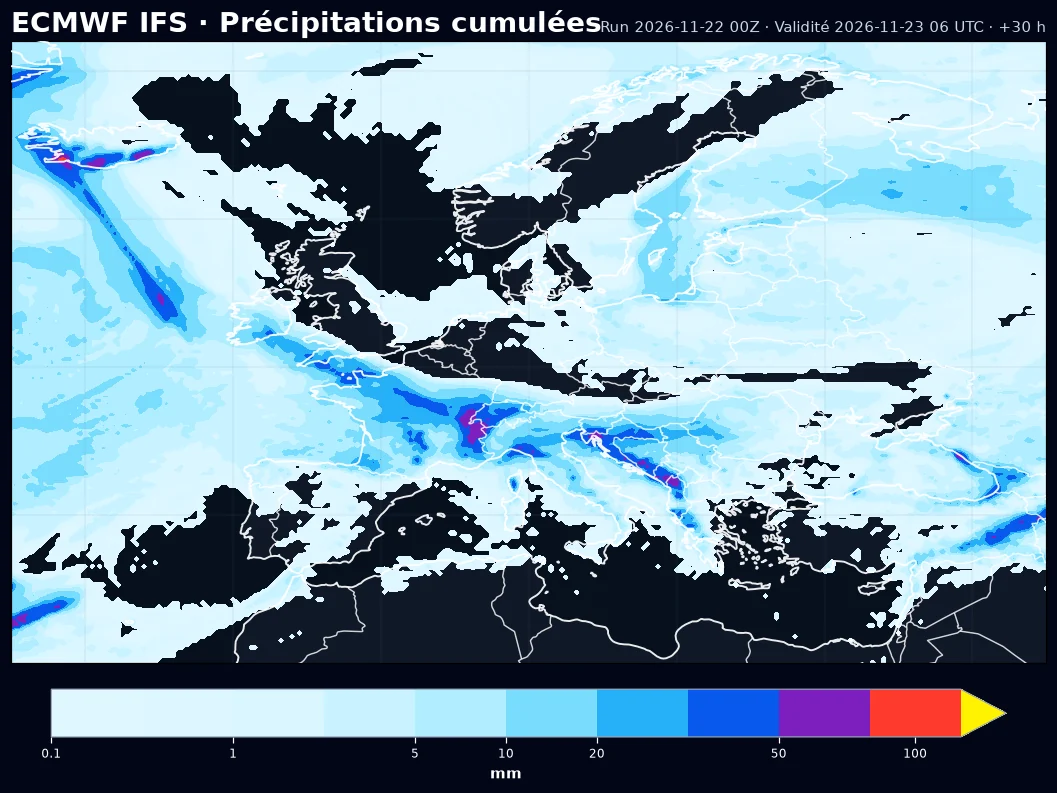 ECMWF IFS · Précipitations cumulées Run 2026-11-22 00Z · Validité 2026-11-23 06 UTC · +30 h
0.1 1 5 10 20 50 100
mm